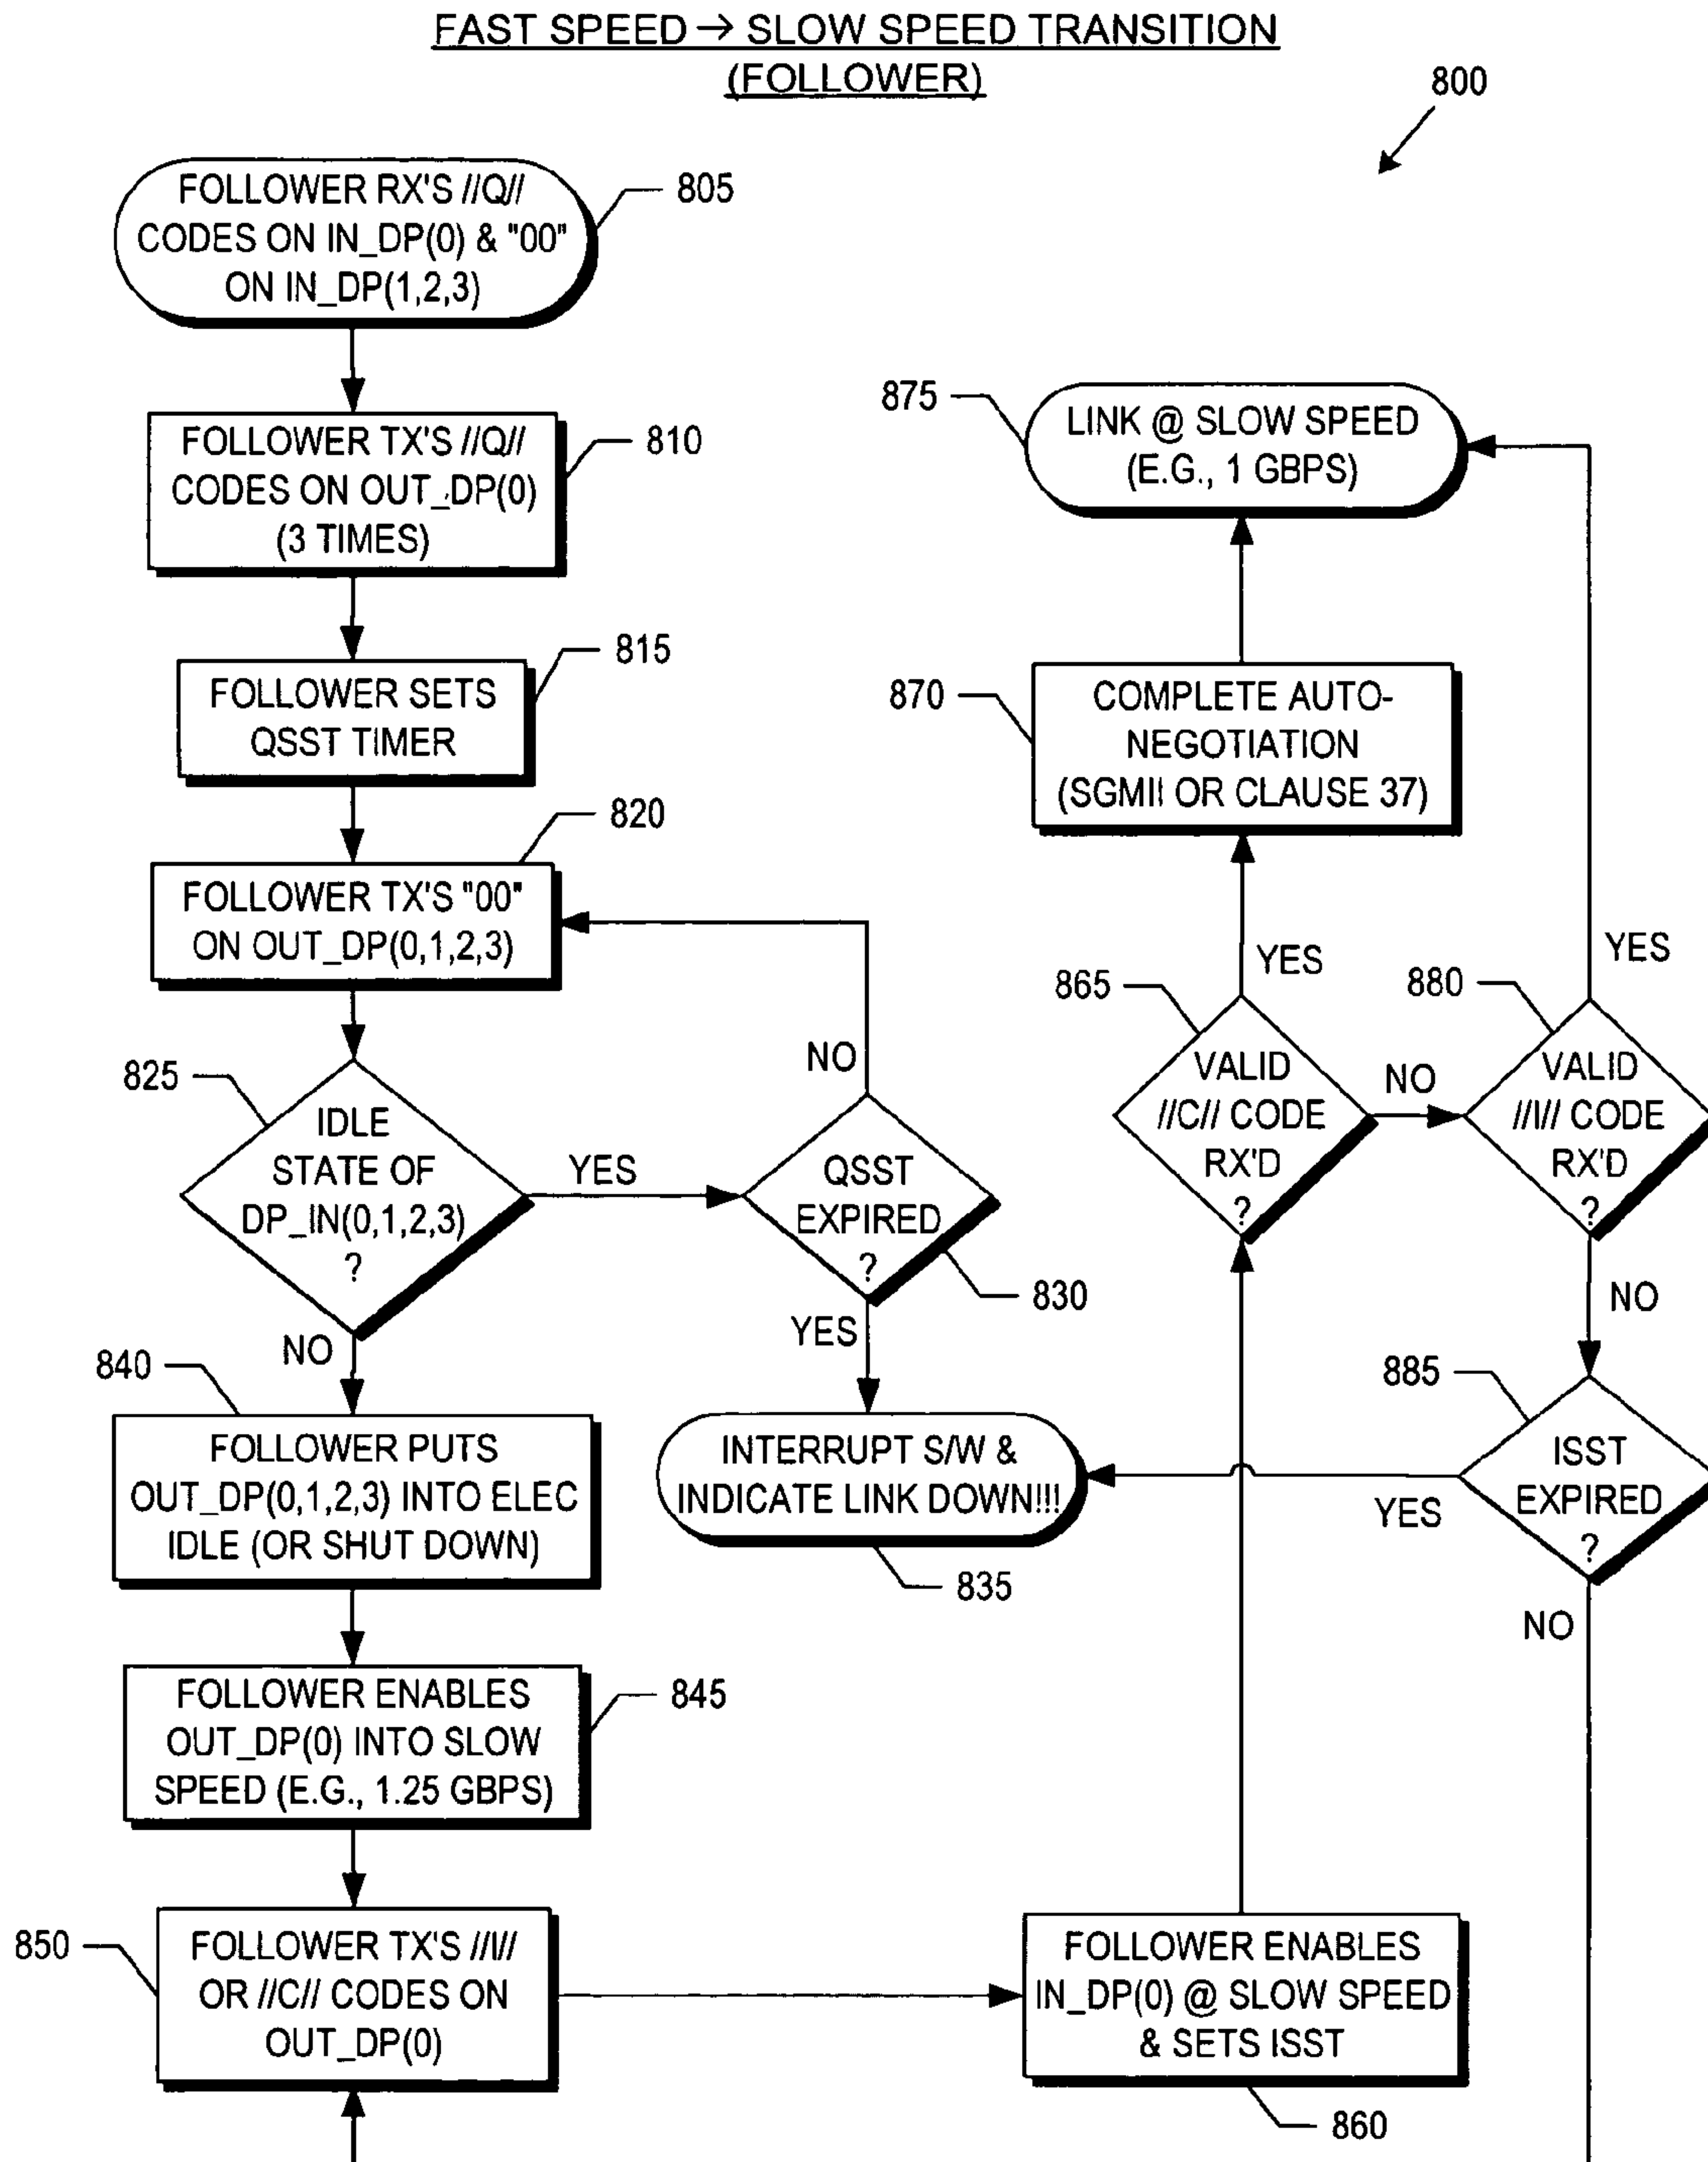 FAST SPEED → SLOW SPEED TRANSITION
(FOLLOWER)
800
FOLLOWER RX'S //Q//
CODES ON IN_DP(0) & "00"
ON IN_DP(1,2,3)
805
FOLLOWER TX'S //Q//
CODES ON OUT_DP(0)
(3 TIMES)
810
FOLLOWER SETS
QSST TIMER
815
FOLLOWER TX'S "00"
ON OUT_DP(0,1,2,3)
820
825
IDLE
STATE OF
DP_IN(0,1,2,3)
?
YES
NO
QSST
EXPIRED
?
830
NO
YES
INTERRUPT S/W &
INDICATE LINK DOWN!!!
835
840
FOLLOWER PUTS
OUT_DP(0,1,2,3) INTO ELEC
IDLE (OR SHUT DOWN)
FOLLOWER ENABLES
OUT_DP(0) INTO SLOW
SPEED (E.G., 1.25 GBPS)
845
850
FOLLOWER TX'S //I//
OR //C// CODES ON
OUT_DP(0)
FOLLOWER ENABLES
IN_DP(0) @ SLOW SPEED
& SETS ISST
860
865
VALID
//C// CODE
RX'D
?
YES
NO
870
COMPLETE AUTO-
NEGOTIATION
(SGMII OR CLAUSE 37)
875
LINK @ SLOW SPEED
(E.G., 1 GBPS)
880
VALID
//I// CODE
RX'D
?
YES
NO
885
ISST
EXPIRED
?
YES
NO